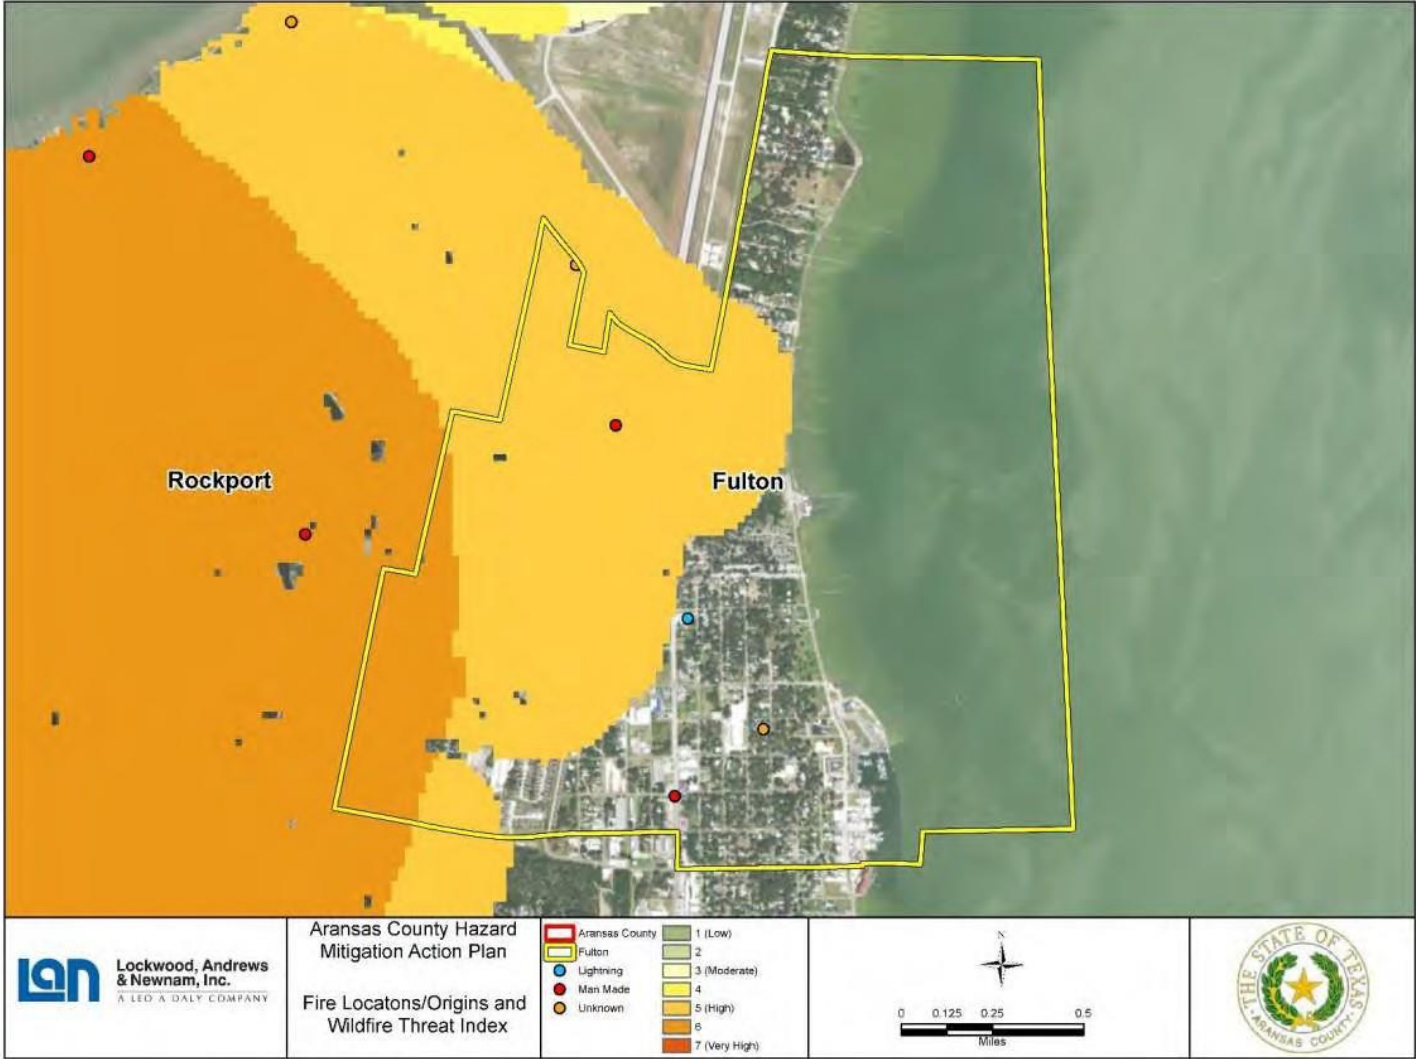 Rockport
Fulton
Lan
Lockwood, Andrews
& Newnam, Inc.
A LEO A DALY COMPANY
Aransas County Hazard
Mitigation Action Plan
Fire Locatons/Origins and
Wildfire Threat Index
Aransas County
Fulton
Lightning
Man Made
Unknown
1 (Low)
2
3 (Moderate)
4
5 (High)
6
7 (Very High)
N
0 0.125 0.25 0.5
Miles
THE STATE OF TEXAS
ARANSAS COUNTY